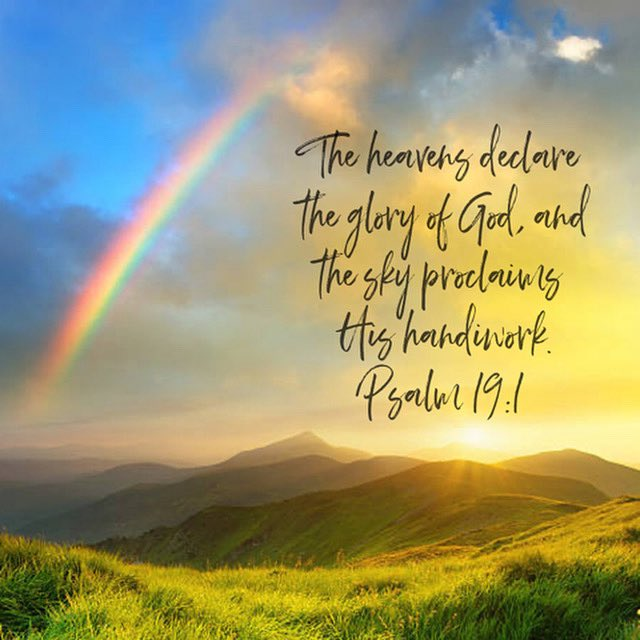 The heavens declare
the glory of God, and
the sky proclaims
His handiwork.
Psalm 19:1